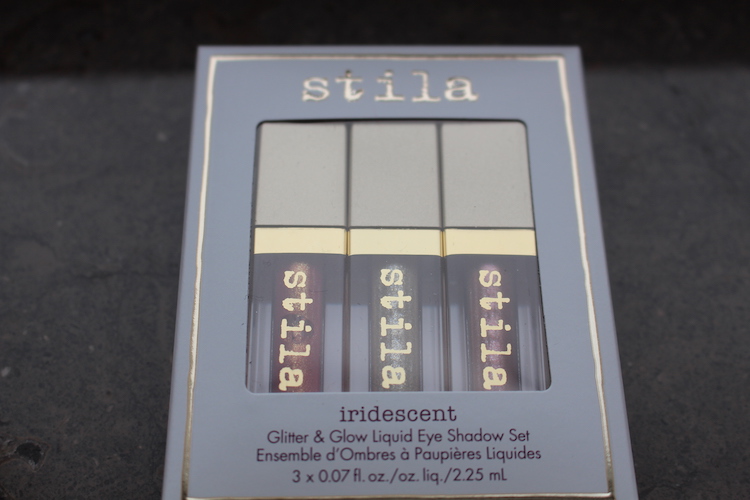 stila
stila
stila
stila
iridescent
Glitter & Glow Liquid Eye Shadow Set
Ensemble d'Ombres à Paupières Liquides
3 x 0.07 fl. oz./oz. liq./2.25 mL